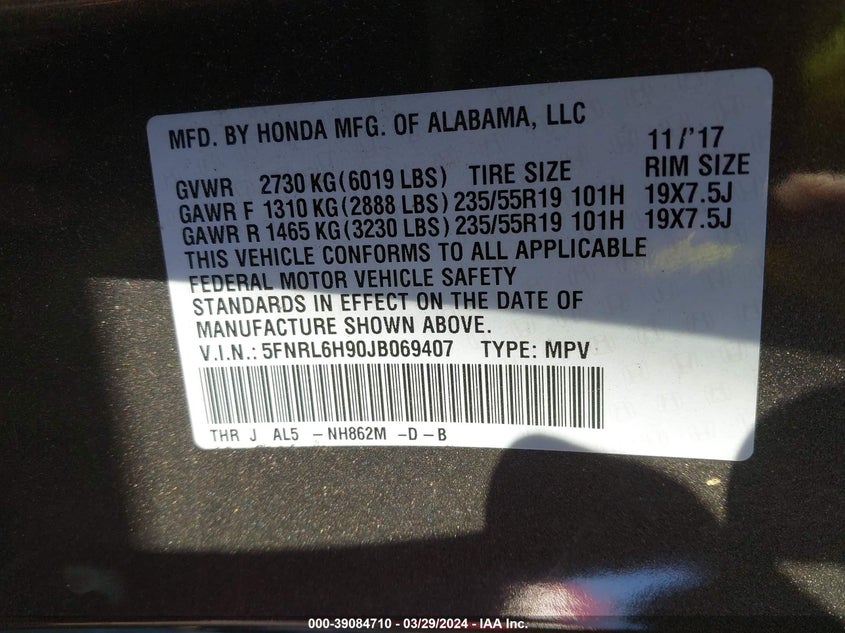 MFD. BY HONDA MFG. OF ALABAMA, LLC 11/'17
GVWR 2730 KG(6019 LBS) TIRE SIZE RIM SIZE
GAWR F 1310 KG(2888 LBS) 235/55R19 101H 19X7.5J
GAWR R 1465 KG(3230 LBS) 235/55R19 101H 19X7.5J
THIS VEHICLE CONFORMS TO ALL APPLICABLE
FEDERAL MOTOR VEHICLE SAFETY
STANDARDS IN EFFECT ON THE DATE OF
MANUFACTURE SHOWN ABOVE.
V.I.N.: 5FNRL6H90JB069407 TYPE: MPV
THR J AL5 -NH862M -D-B
000-39084710 - 03/29/2024 - IAA Inc.